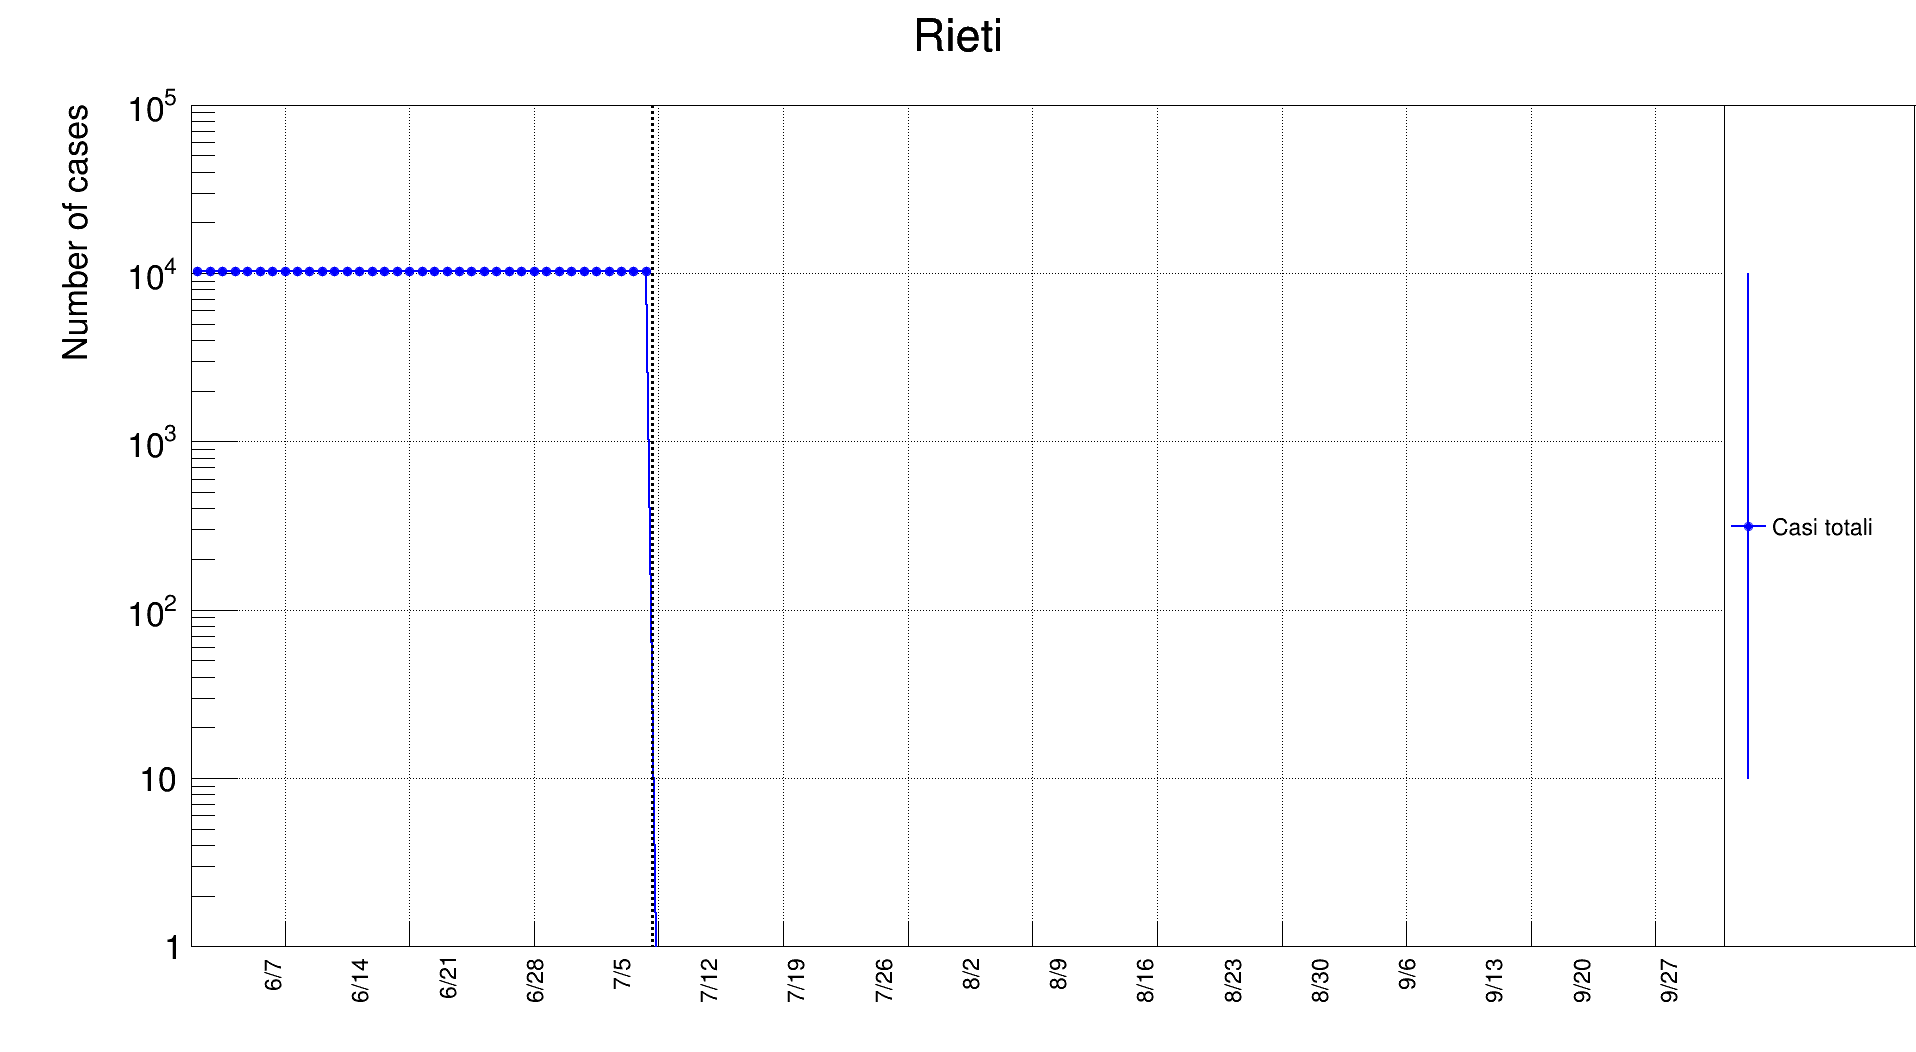 Rieti
Number of cases
10^5
10^4
10^3
10^2
10
1
6/7 6/14 6/21 6/28 7/5 7/12 7/19 7/26 8/2 8/9 8/16 8/23 8/30 9/6 9/13 9/20 9/27
Casi totali